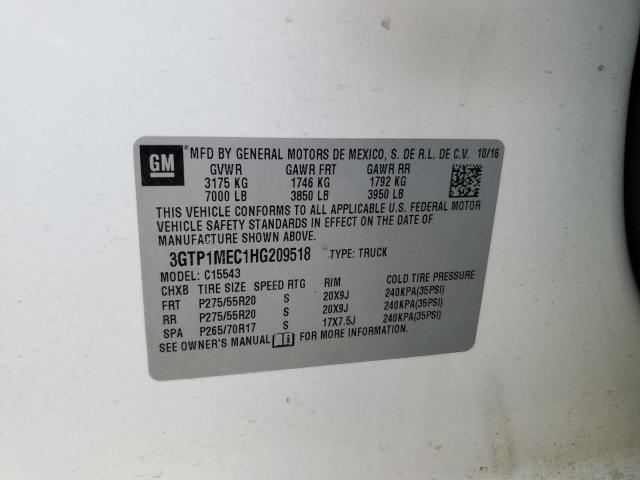 GM
MFD BY GENERAL MOTORS DE MEXICO, S. DE R.L. DE C.V. 10/16
GVWR GAWR FRT GAWR RR
3175 KG 1746 KG 1792 KG
7000 LB 3850 LB 3950 LB
THIS VEHICLE CONFORMS TO ALL APPLICABLE U.S. FEDERAL MOTOR
VEHICLE SAFETY STANDARDS IN EFFECT ON THE DATE OF
MANUFACTURE SHOWN ABOVE.
3GTP1MEC1HG209518 TYPE: TRUCK
MODEL: C15543
CHXB TIRE SIZE SPEED RTG RIM COLD TIRE PRESSURE
FRT P275/55R20 S 20X9J 240KPA(35PSI)
RR P275/55R20 S 20X9J 240KPA(35PSI)
SPA P265/70R17 S 17X7.5J 240KPA(35PSI)
SEE OWNER'S MANUAL FOR MORE INFORMATION.